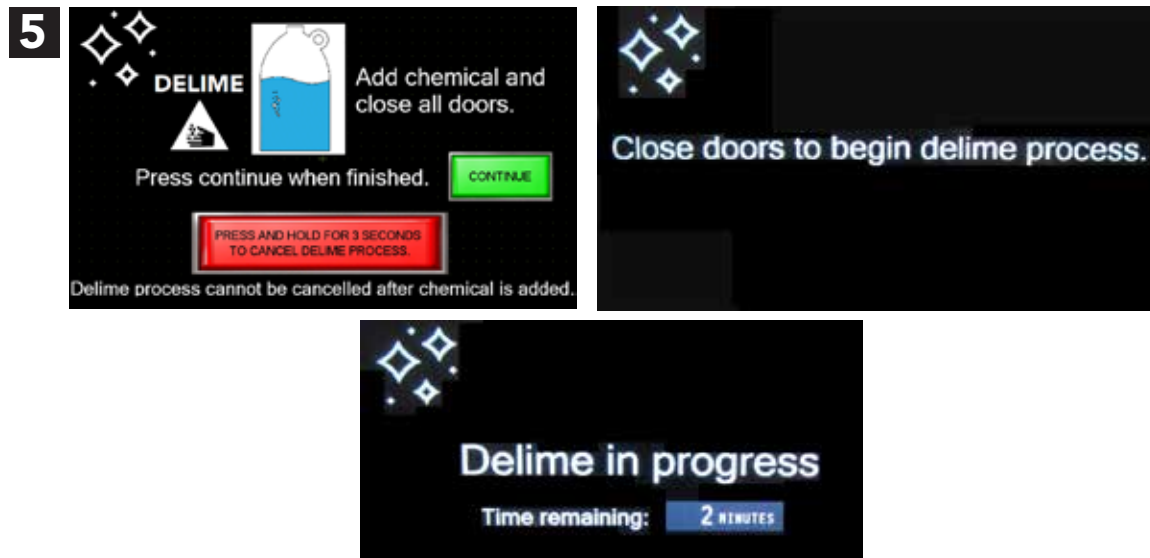 5
DELIME
Add chemical and
close all doors.
Press continue when finished.
CONTINUE
PRESS AND HOLD FOR 3 SECONDS
TO CANCEL DELIME PROCESS.
Delime process cannot be cancelled after chemical is added.
Close doors to begin delime process.
Delime in progress
Time remaining: 2 MINUTES